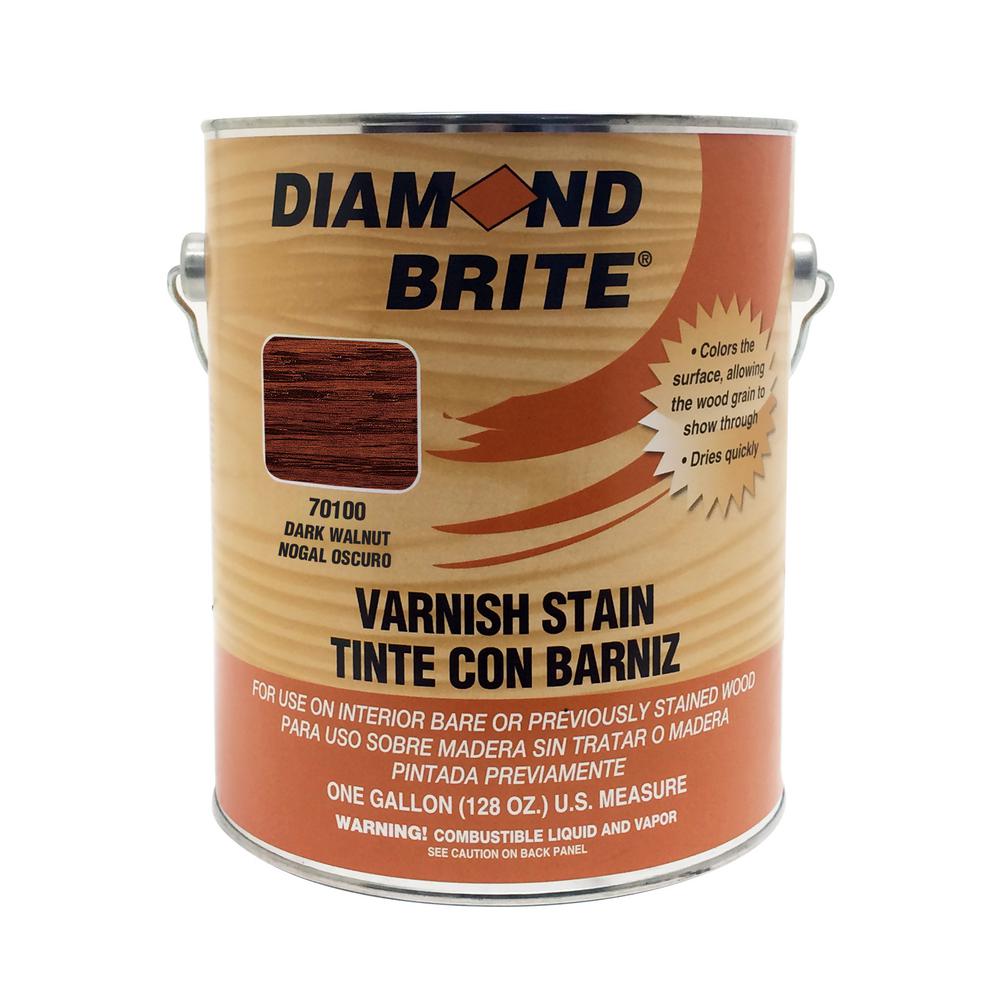 DIAMOND
BRITE®
• Colors the
surface, allowing
the wood grain to
show through
• Dries quickly
70100
DARK WALNUT
NOGAL OSCURO
VARNISH STAIN
TINTE CON BARNIZ
FOR USE ON INTERIOR BARE OR PREVIOUSLY STAINED WOOD
PARA USO SOBRE MADERA SIN TRATAR O MADERA
PINTADA PREVIAMENTE
ONE GALLON (128 OZ.) U.S. MEASURE
WARNING! COMBUSTIBLE LIQUID AND VAPOR
SEE CAUTION ON BACK PANEL